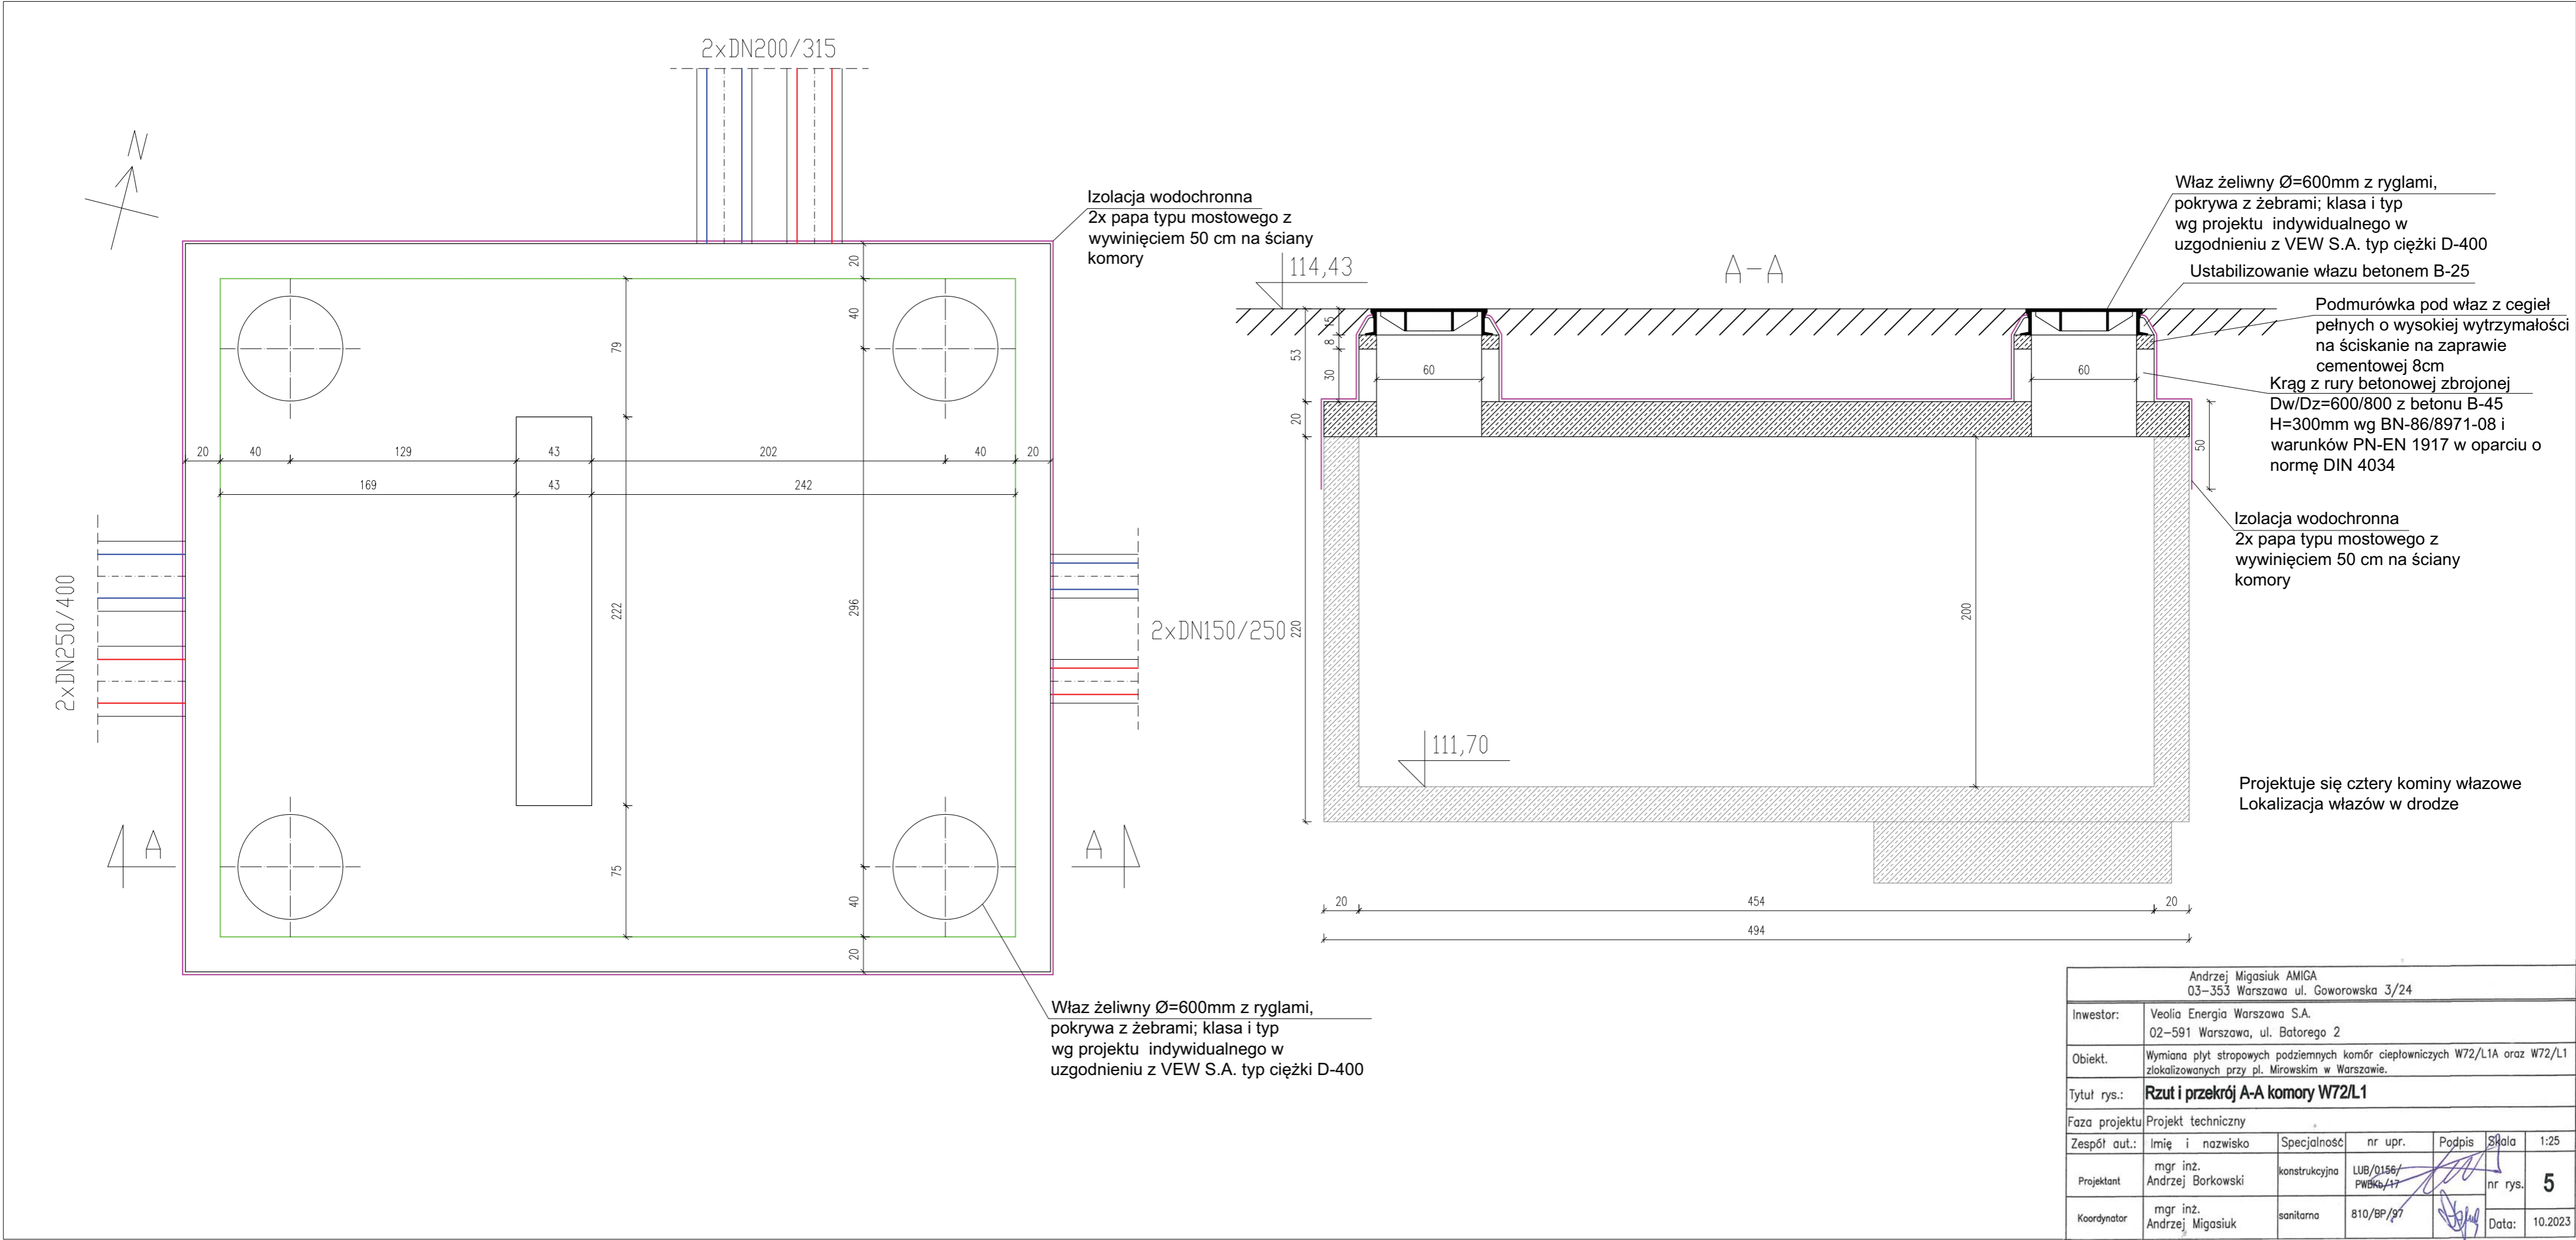 2xDN200/315
N
Izolacja wodochronna
2x papa typu mostowego z
wywinięciem 50 cm na ściany
komory
20
40
79
20
40
129
43
202
40
20
169
43
242
222
296
75
40
20
2xDN250/400
2xDN150/250
A
A
Właz żeliwny Ø=600mm z ryglami,
pokrywa z żebrami; klasa i typ
wg projektu indywidualnego w
uzgodnieniu z VEW S.A. typ ciężki D-400
A-A
114,43
15
8
30
53
20
220
60
60
200
50
111,70
20
454
20
494
Właz żeliwny Ø=600mm z ryglami,
pokrywa z żebrami; klasa i typ
wg projektu indywidualnego w
uzgodnieniu z VEW S.A. typ ciężki D-400
Ustabilizowanie włazu betonem B-25
Podmurówka pod właz z cegieł
pełnych o wysokiej wytrzymałości
na ściskanie na zaprawie
cementowej 8cm
Krąg z rury betonowej zbrojonej
Dw/Dz=600/800 z betonu B-45
H=300mm wg BN-86/8971-08 i
warunków PN-EN 1917 w oparciu o
normę DIN 4034
Izolacja wodochronna
2x papa typu mostowego z
wywinięciem 50 cm na ściany
komory
Projektuje się cztery kominy włazowe
Lokalizacja włazów w drodze
Andrzej Migasiuk AMIGA
03-353 Warszawa ul. Goworowska 3/24
Inwestor: Veolia Energia Warszawa S.A.
02-591 Warszawa, ul. Batorego 2
Obiekt. Wymiana płyt stropowych podziemnych komór ciepłowniczych W72/L1A oraz W72/L1
zlokalizowanych przy pl. Mirowskim w Warszawie.
Tytuł rys.: Rzut i przekrój A-A komory W72/L1
Faza projektu Projekt techniczny
Zespół aut.: Imię i nazwisko Specjalność nr upr. Podpis Skala 1:25
Projektant mgr inż. Andrzej Borkowski konstrukcyjna LUB/0156/ PWBKb/17 nr rys. 5
Koordynator mgr inż. Andrzej Migasiuk sanitarna 810/BP/97 Data: 10.2023